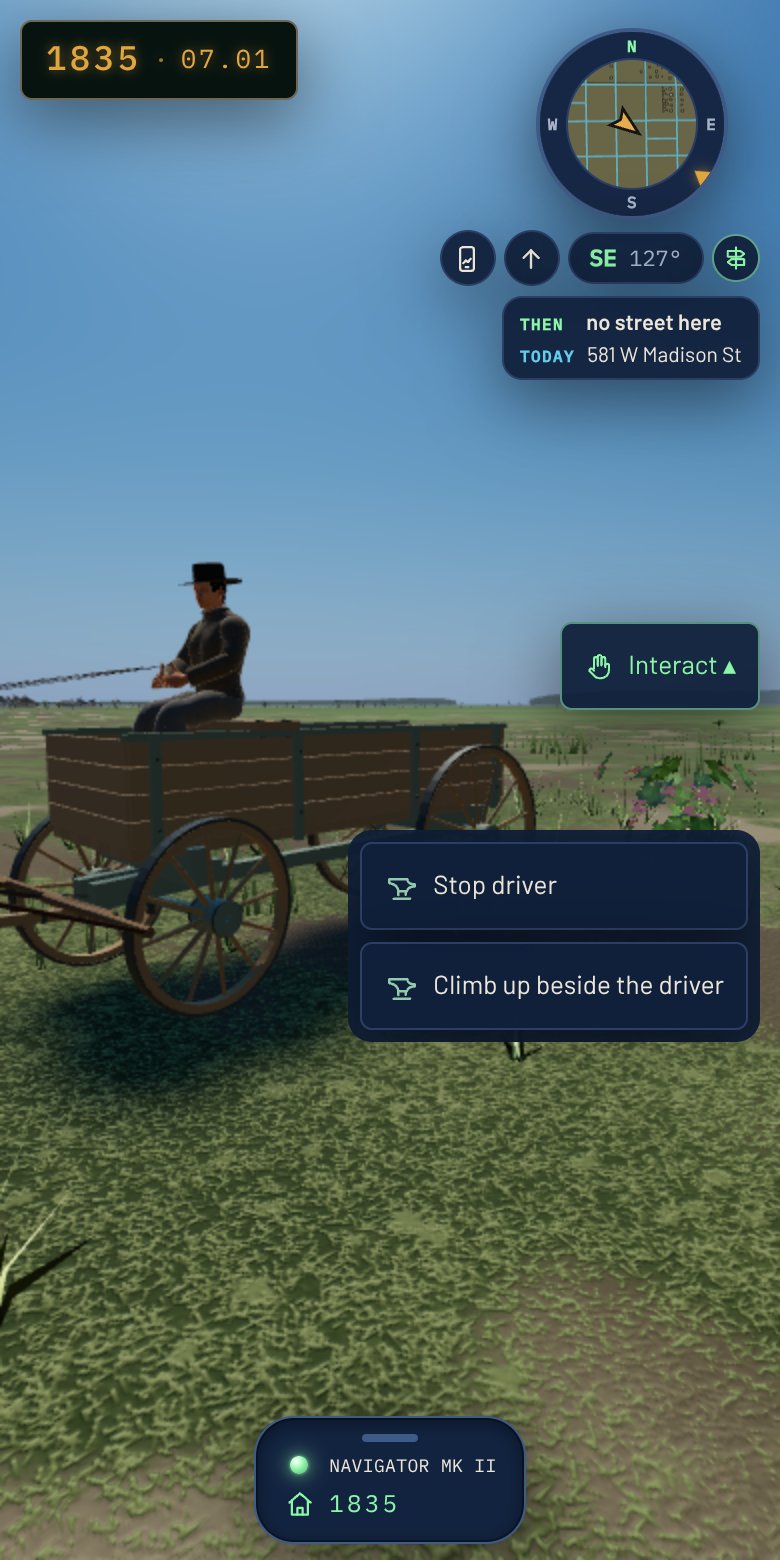 1835 · 07.01
N
W
E
S
SE 127°
THEN no street here
TODAY 581 W Madison St
Interact ▲
Stop driver
Climb up beside the driver
NAVIGATOR MK II
1835